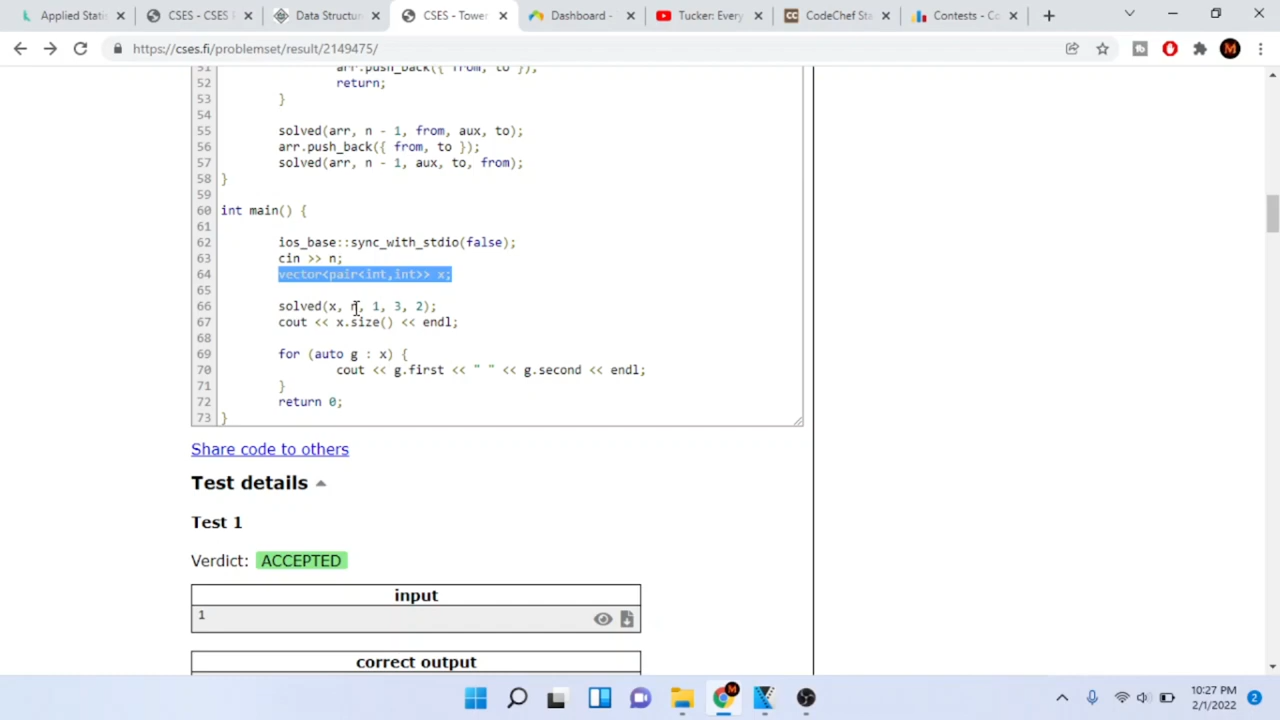 Applied Stati
CSES - CSES F
Data Structur
CSES - Tower
Dashboard -
Tucker: Every
CodeChef Sta
Contests - Co
https://cses.fi/problemset/result/2149475/
M
51 arr.push_back({ from, to });
52 return;
53 }
54
55 solved(arr, n - 1, from, aux, to);
56 arr.push_back({ from, to });
57 solved(arr, n - 1, aux, to, from);
58 }
59
60 int main() {
61
62 ios_base::sync_with_stdio(false);
63 cin >> n;
64 vector<pair<int,int>> x;
65
66 solved(x, n, 1, 3, 2);
67 cout << x.size() << endl;
68
69 for (auto g : x) {
70 cout << g.first << " " << g.second << endl;
71 }
72 return 0;
73 }
Share code to others
Test details
Test 1
Verdict: ACCEPTED
input
1
correct output
M
10:27 PM
2/1/2022
2